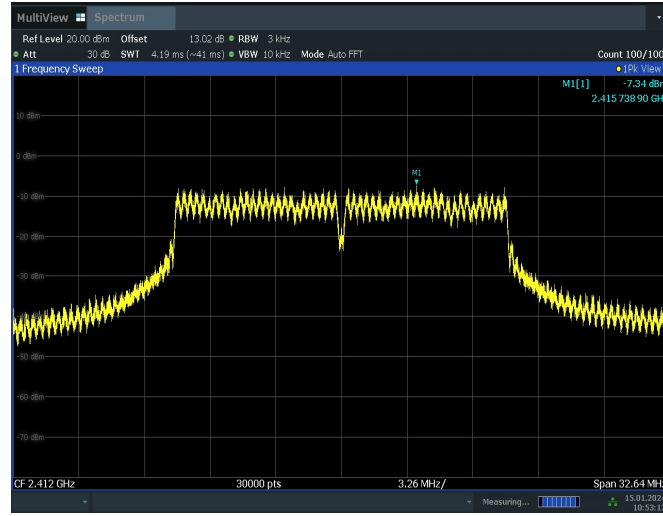 MultiView Spectrum
Ref Level 20.00 dBm Offset 13.02 dB RBW 3 kHz
Att 30 dB SWT 4.19 ms (~41 ms) VBW 10 kHz Mode Auto FFT Count 100/100
1 Frequency Sweep 1Pk View
M1[1] -7.34 dBm
2.415 738 90 GH
10 dBm
0 dBm
M1
-10 dBm
-20 dBm
-30 dBm
-50 dBm
-60 dBm
-70 dBm
CF 2.412 GHz 30000 pts 3.26 MHz/ Span 32.64 MHz
Measuring... 15.01.2024
10:53:12